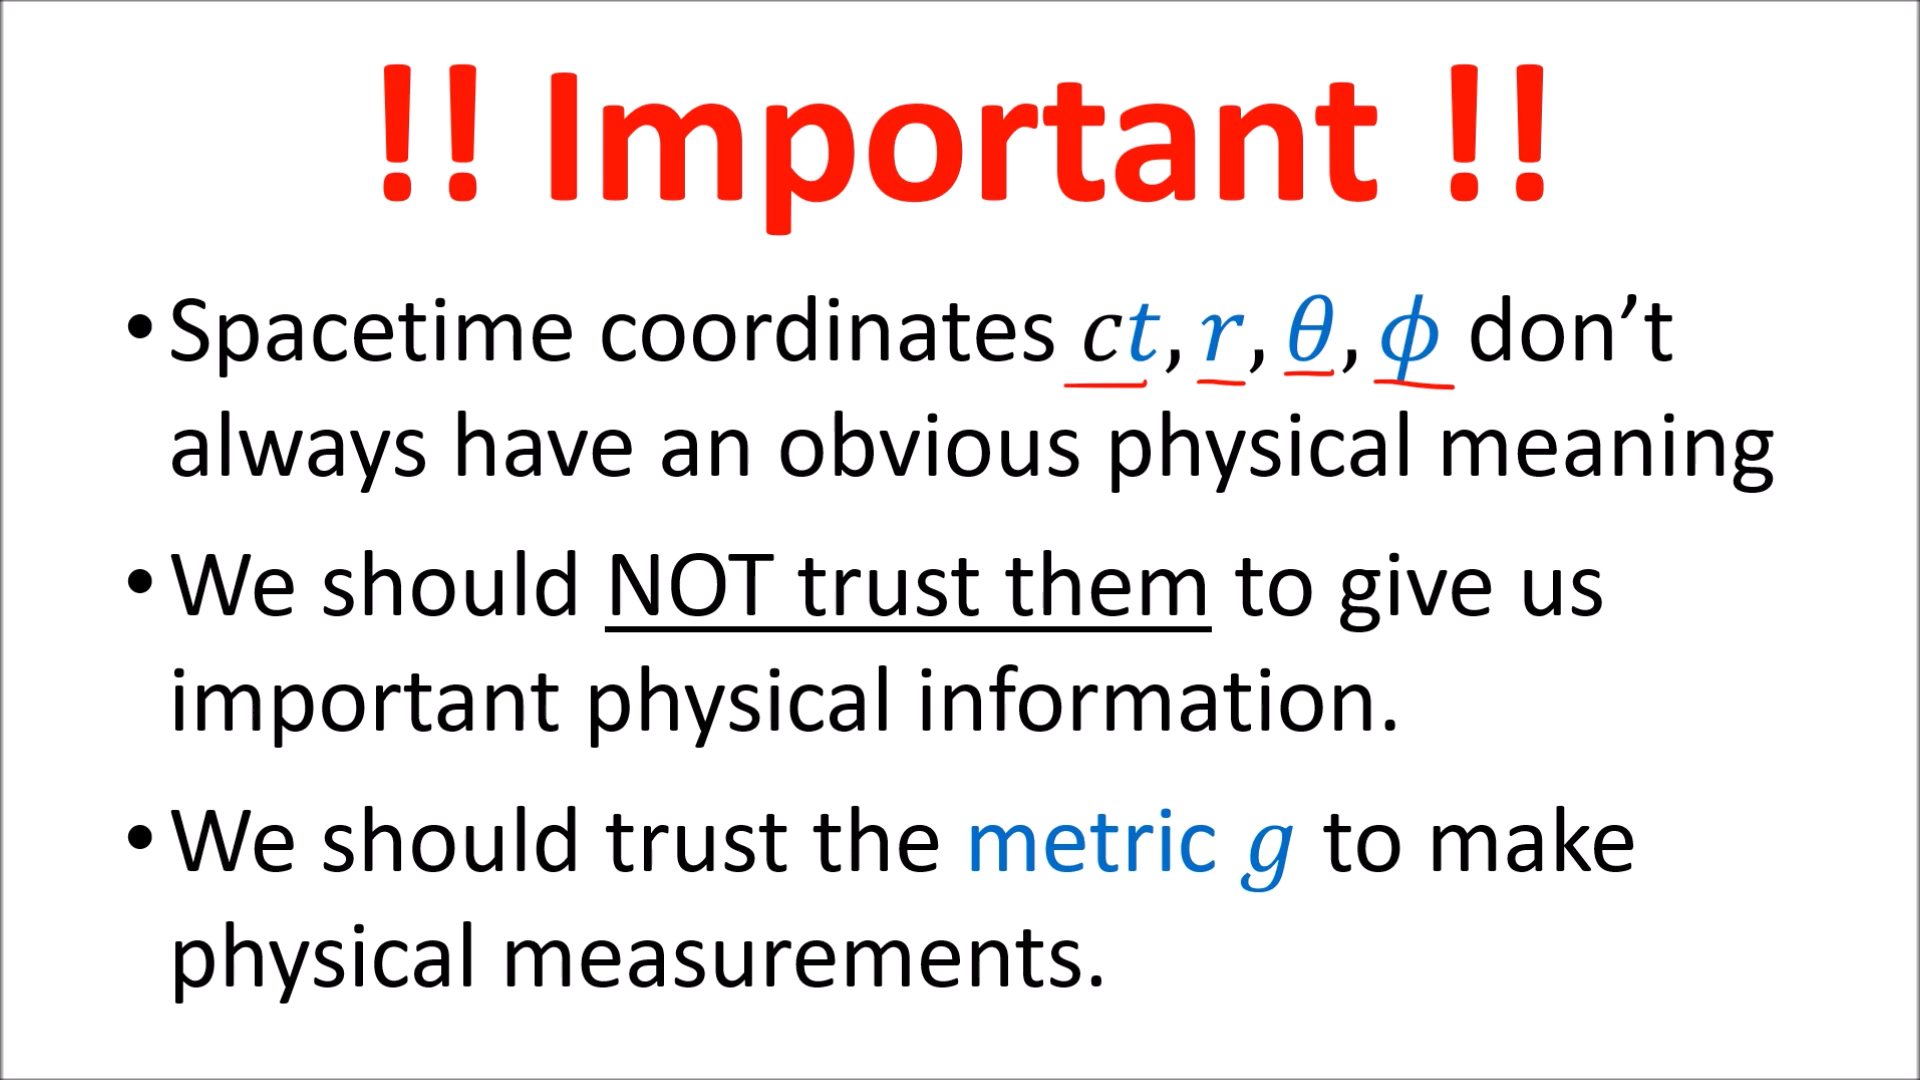 !! Important !!
• Spacetime coordinates ct, r, θ, ϕ don’t
always have an obvious physical meaning
• We should NOT trust them to give us
important physical information.
• We should trust the metric g to make
physical measurements.